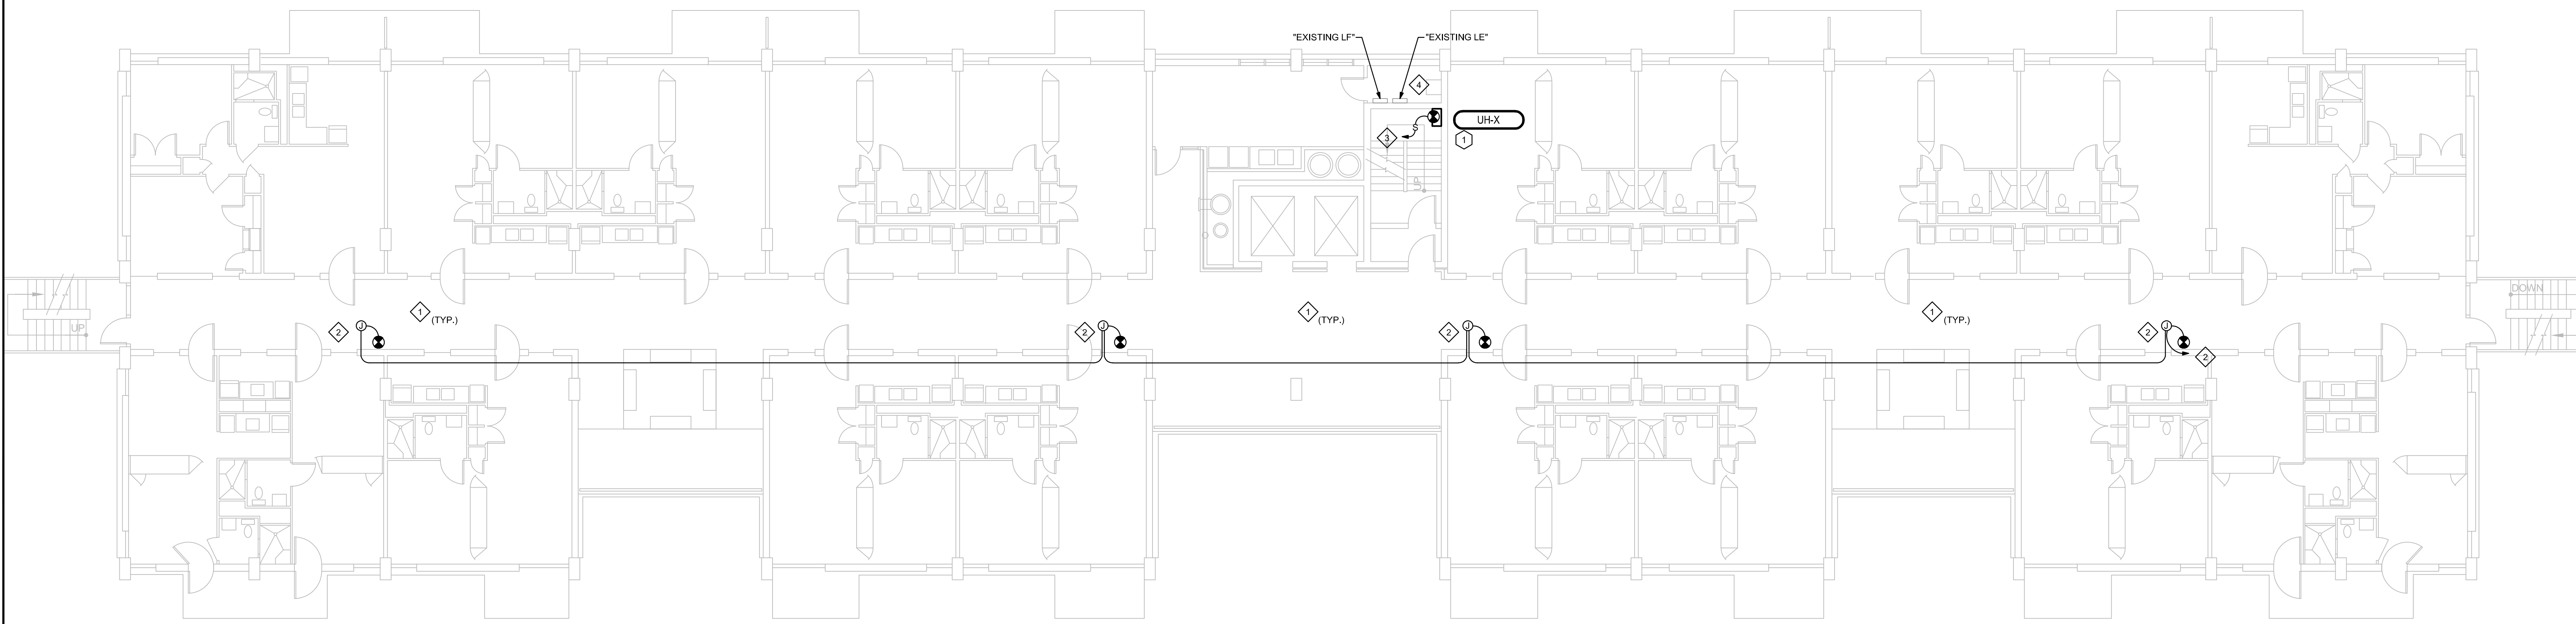 "EXISTING LF"
"EXISTING LE"
4
UH-X
S
3
1
UP
DOWN
1
(TYP.)
1
(TYP.)
1
(TYP.)
UP
2
J
2
J
2
J
2
J
2